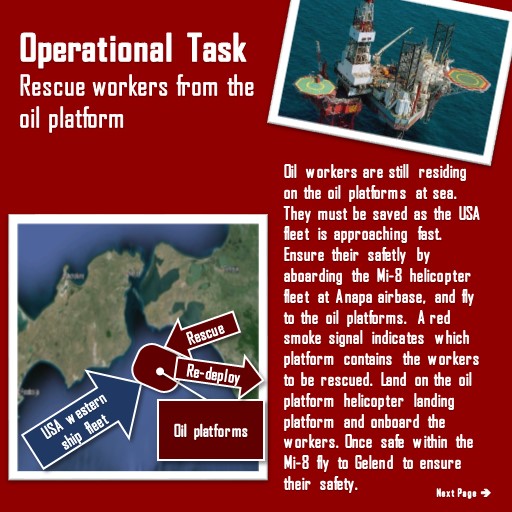 Operational Task
Rescue workers from the
oil platform
Oil workers are still residing
on the oil platforms at sea.
They must be saved as the USA
fleet is approaching fast.
Ensure their safetly by
aboarding the Mi-8 helicopter
fleet at Anapa airbase, and fly
to the oil platforms. A red
smoke signal indicates which
platform contains the workers
to be rescued. Land on the oil
platform helicopter landing
platform and onboard the
workers. Once safe within the
Mi-8 fly to Gelend to ensure
their safety.
Rescue
Re-deploy
USA western
ship fleet
Oil platforms
Next Page →